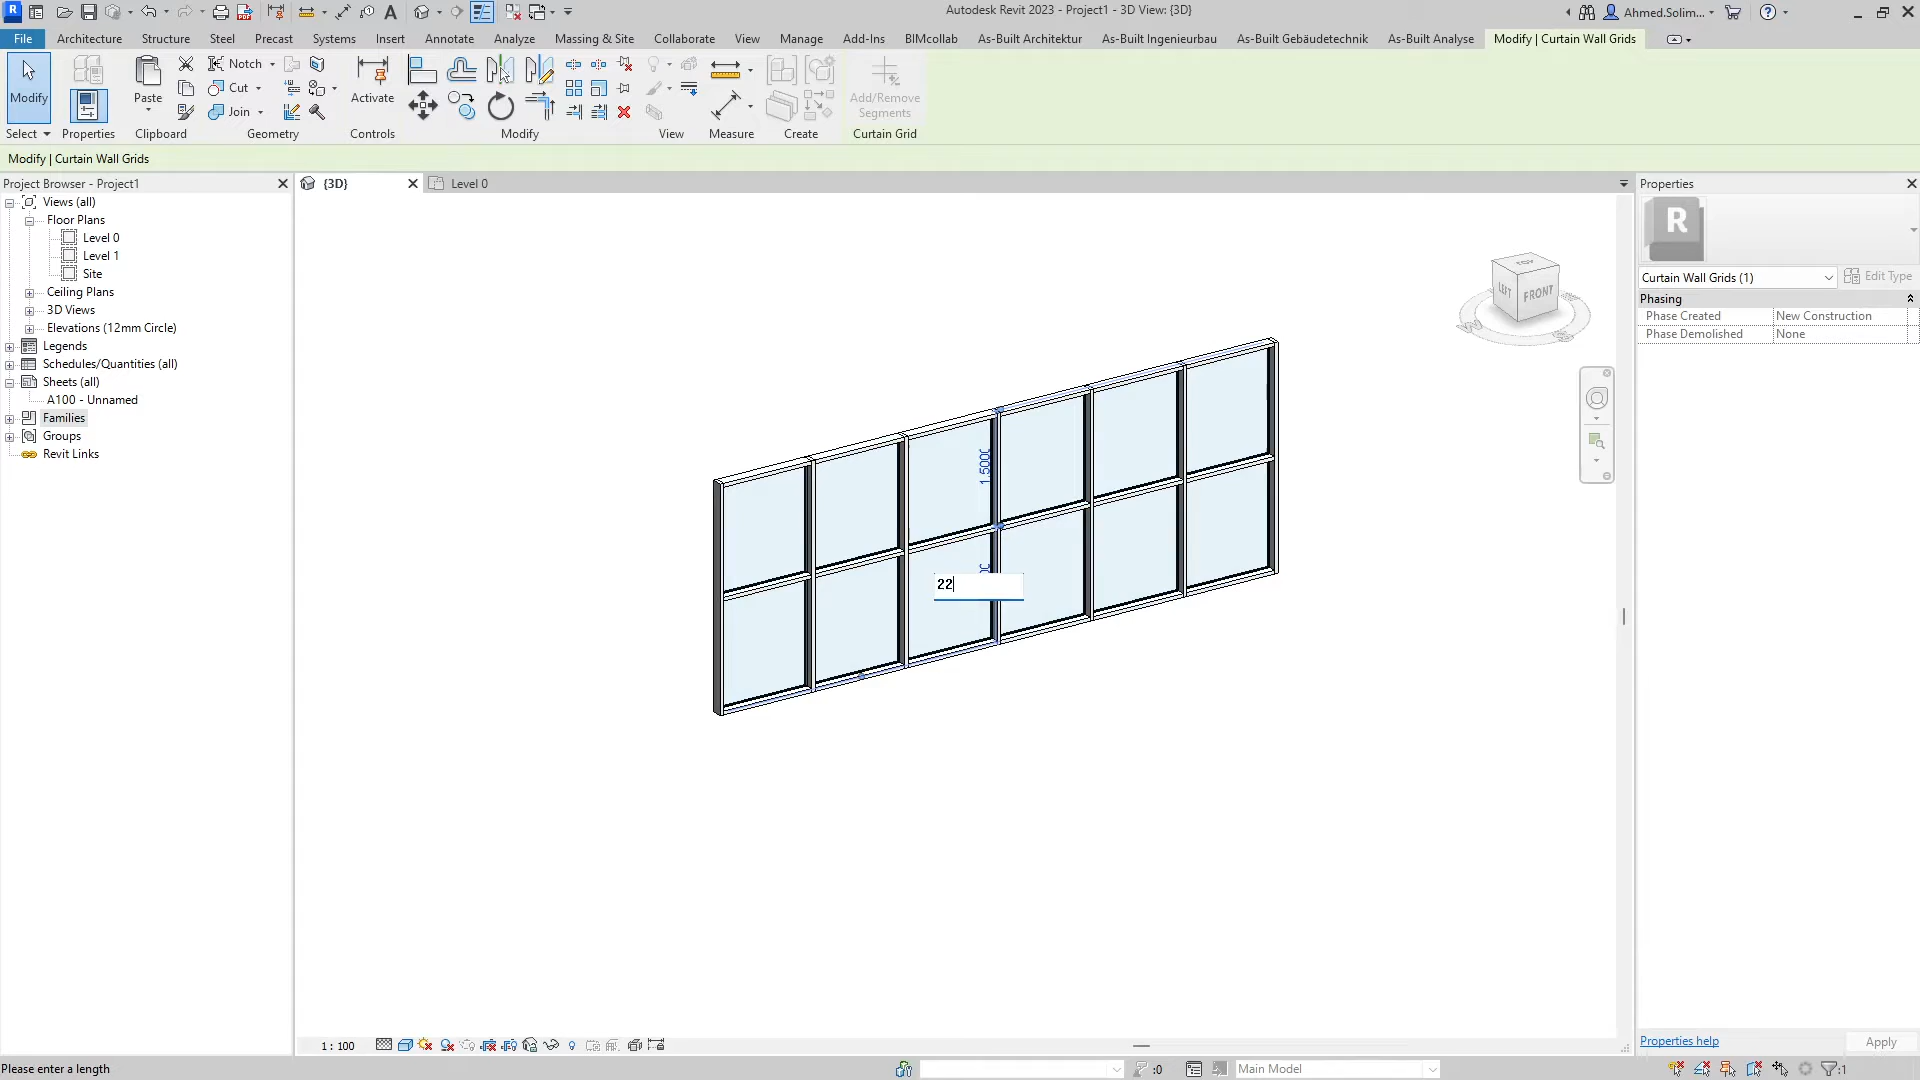 Autodesk Revit 2023 - Project1 - 3D View: {3D}
Ahmed.Solim...
File
Architecture
Structure
Steel
Precast
Systems
Insert
Annotate
Analyze
Massing & Site
Collaborate
View
Manage
Add-Ins
BIMcollab
As-Built Architektur
As-Built Ingenieurbau
As-Built Gebäudetechnik
As-Built Analyse
Modify | Curtain Wall Grids
Modify
Paste
Notch
Cut
Join
Activate
Add/Remove
Segments
Select
Properties
Clipboard
Geometry
Controls
Modify
View
Measure
Create
Curtain Grid
Modify | Curtain Wall Grids
Project Browser - Project1
Views (all)
Floor Plans
Level 0
Level 1
Site
Ceiling Plans
3D Views
Elevations (12mm Circle)
Legends
Schedules/Quantities (all)
Sheets (all)
A100 - Unnamed
Families
Groups
Revit Links
{3D}
Level 0
TOP
LEFT
FRONT
1.5000
22
Properties
R
Curtain Wall Grids (1)
Edit Type
Phasing
Phase Created
New Construction
Phase Demolished
None
Properties help
Apply
1 : 100
Please enter a length
:0
Main Model
:1